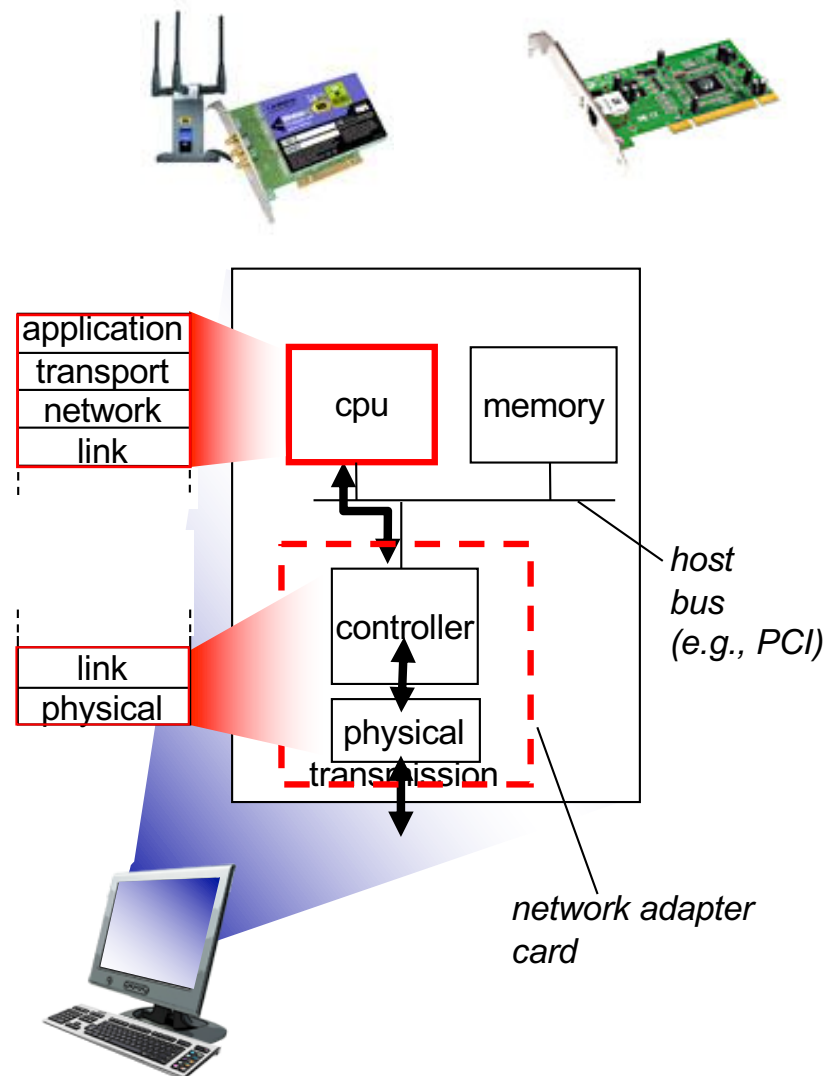 application
transport
network
link
cpu
memory
host
bus
(e.g., PCI)
controller
link
physical
physical
transmission
network adapter
card